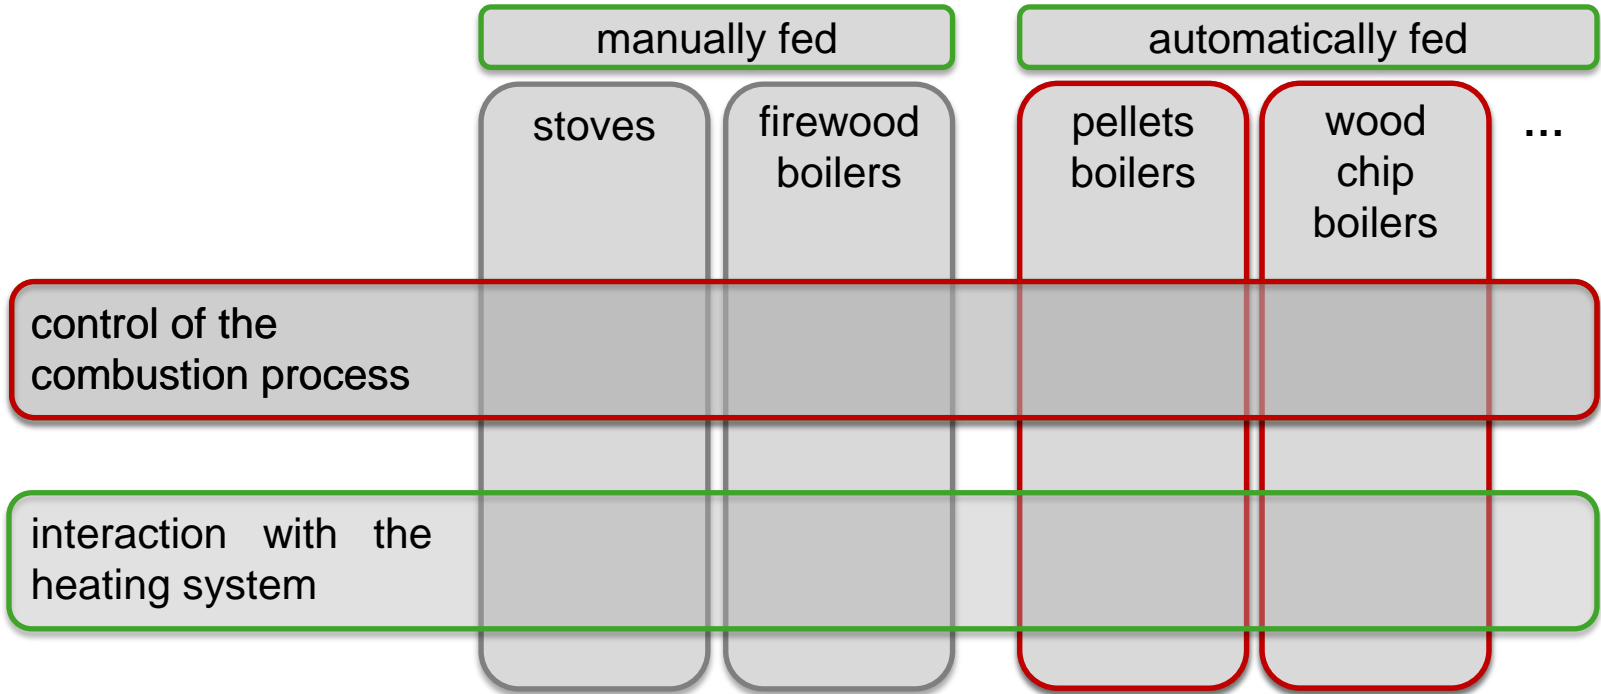 manually fed
automatically fed
stoves
firewood
boilers
pellets
boilers
wood
chip
boilers
...
control of the
combustion process
interaction with the
heating system